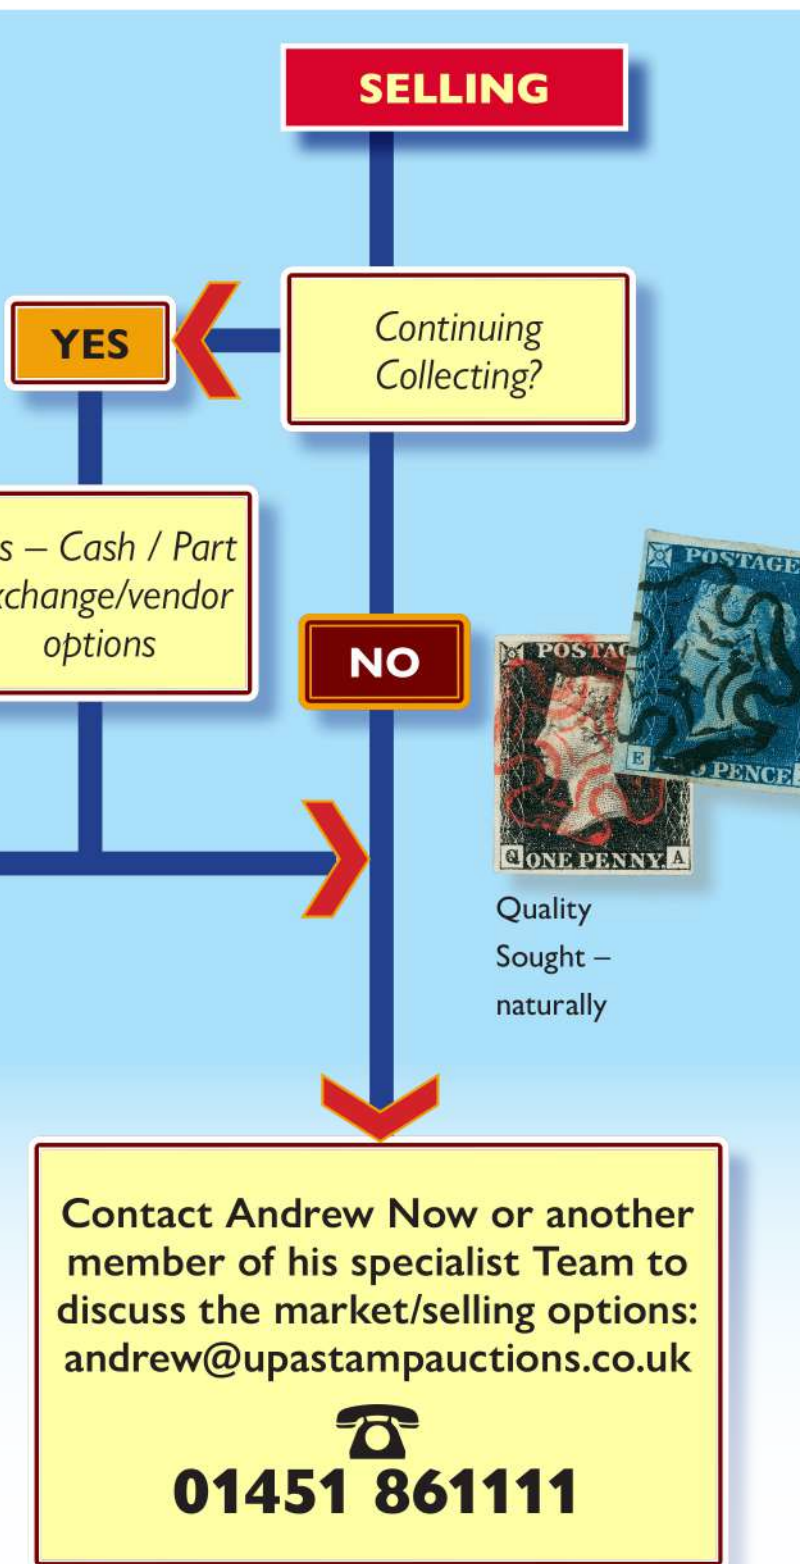 SELLING
Continuing
Collecting?
YES
s – Cash / Part
xchange/vendor
options
NO
POSTAGE
E
PENCE
POSTAG
Q ONE PENNY. A
Quality
Sought –
naturally
Contact Andrew Now or another
member of his specialist Team to
discuss the market/selling options:
andrew@upastampauctions.co.uk
01451 861111